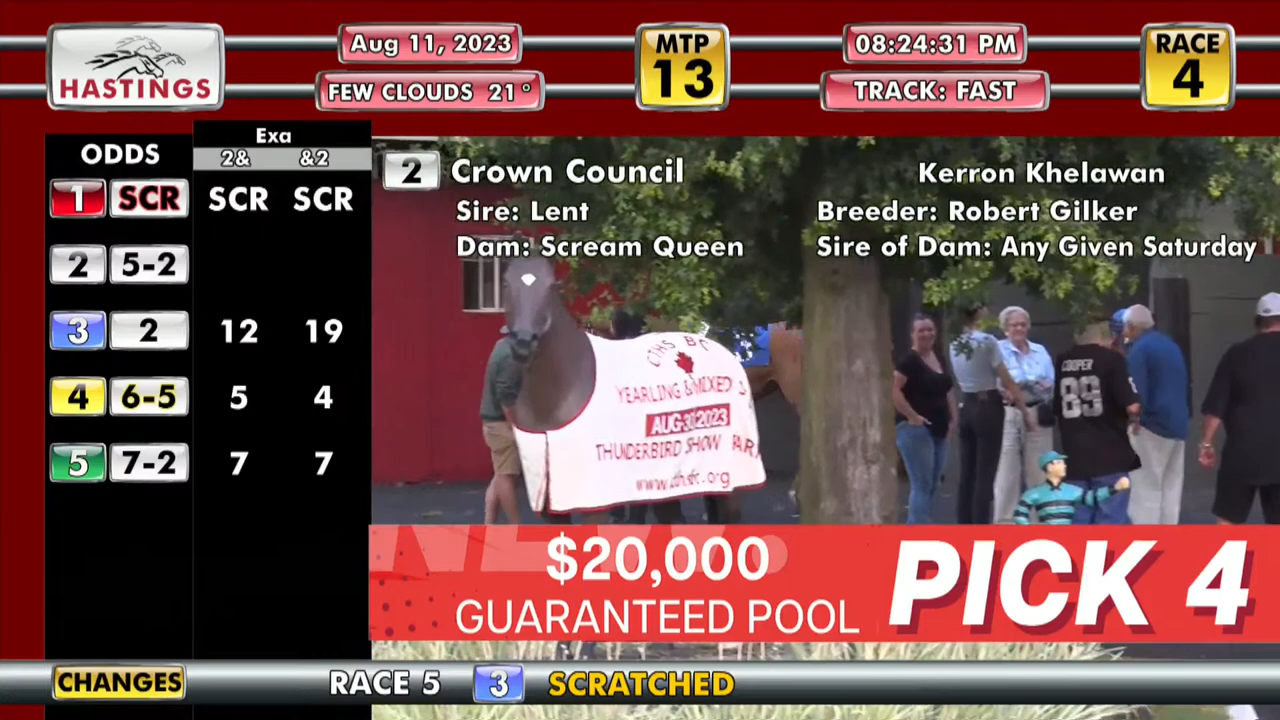 HASTINGS
Aug 11, 2023
FEW CLOUDS 21°
MTP
13
08:24:31 PM
TRACK: FAST
RACE
4
ODDS
Exa
2& &2
1 SCR SCR SCR
2 5-2
3 2 12 19
4 6-5 5 4
5 7-2 7 7
2 Crown Council
Kerron Khelawan
Sire: Lent
Breeder: Robert Gilker
Dam: Scream Queen
Sire of Dam: Any Given Saturday
CTHS BC
YEARLING & MIXED S
AUG 30 2023
THUNDERBIRD SHOW PAR
COOPER
89
NEW.
$20,000
GUARANTEED POOL
PICK 4
CHANGES
RACE 5 3 SCRATCHED